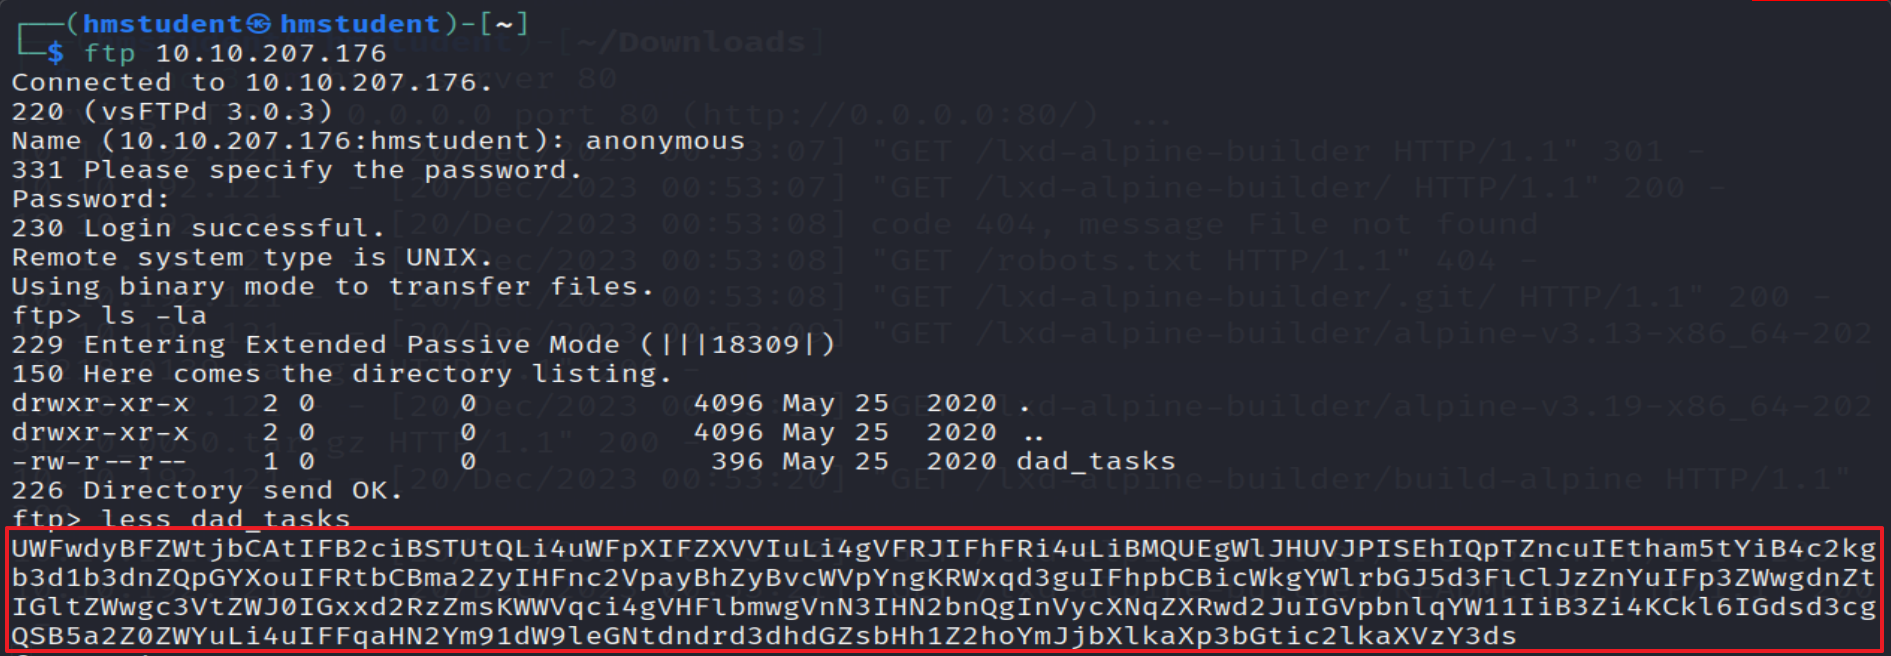 ┌──(hmstudent㉿hmstudent)-[~]
└─$ ftp 10.10.207.176
Connected to 10.10.207.176.
220 (vsFTPd 3.0.3)
Name (10.10.207.176:hmstudent): anonymous
331 Please specify the password.
Password:
230 Login successful.
Remote system type is UNIX.
Using binary mode to transfer files.
ftp> ls -la
229 Entering Extended Passive Mode (|||18309|)
150 Here comes the directory listing.
drwxr-xr-x    2 0        0            4096 May 25  2020 .
drwxr-xr-x    2 0        0            4096 May 25  2020 ..
-rw-r--r--    1 0        0             396 May 25  2020 dad_tasks
226 Directory send OK.
ftp> less dad_tasks
UWFwdyBFZWtjbCAtIFB2ciBSTUtQLi4uWFpXIFZXVVIuLi4gVFRJIFhFRi4uLiBMQUEgWlJHUVJPISEhIQpTZncuIEtham5tYiB4c2kg
b3d1b3dnZQpGYXouIFRtbCBma2ZyIHFnc2VpayBhZyBvcWVpYngKRWxqd3guIFhpbCBicWkgYWlrbGJ5d3FlClJzZnYuIFp3ZWwgdnZt
IGltZWwgc3VtZWJ0IGxxd2RzZmsKWWVqci4gVHFlbmwgVnN3IHN2bnQgInVycXNqZXRwd2JuIGVpbnlqYW11IiB3Zi4KCkl6IGdsd3cg
QSB5a2Z0ZWYuLi4uIFFqaHN2Ym91dW9leGNtdndrd3dhdGZsbHh1Z2hoYmJjbXlkaXp3bGtic2lkaXVzY3ds